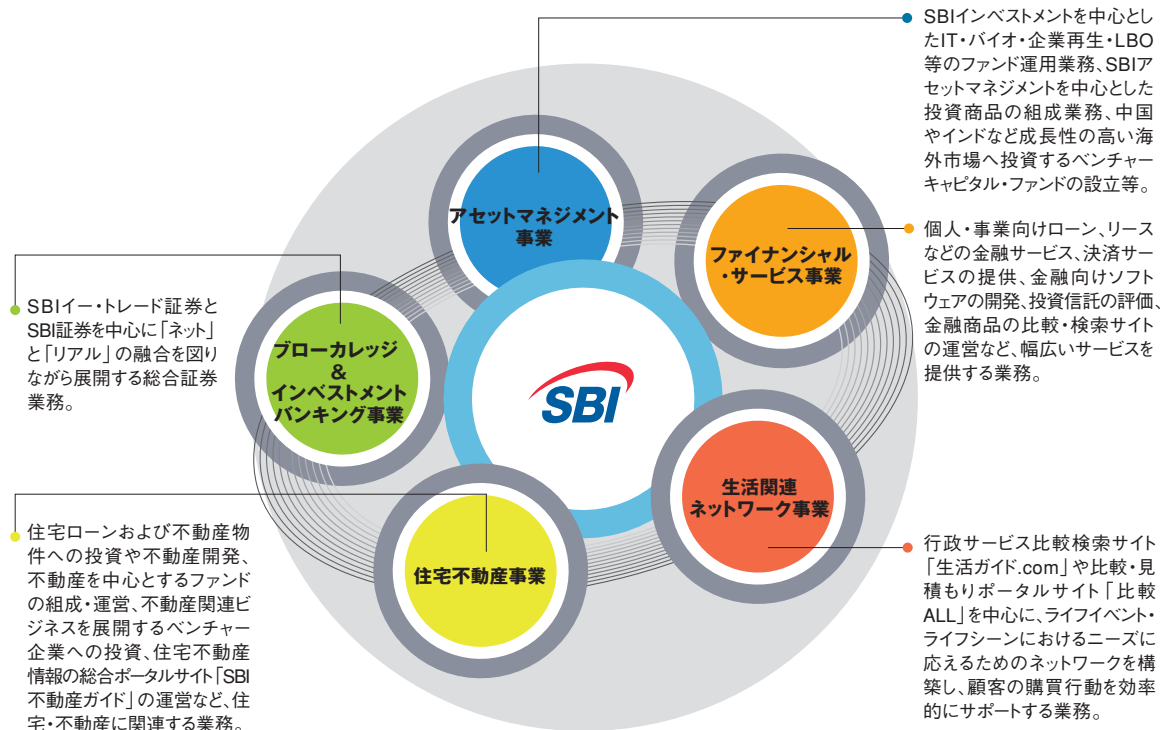 SBIインベストメントを中心とし
たIT・バイオ・企業再生・LBO
等のファンド運用業務、SBIア
セットマネジメントを中心とした
投資商品の組成業務、中国
やインドなど成長性の高い海
外市場へ投資するベンチャー
キャピタル・ファンドの設立等。
アセットマネジメント
事業
ファイナンシャル
・サービス事業
個人・事業向けローン、リース
などの金融サービス、決済サー
ビスの提供、金融向けソフト
ウェアの開発、投資信託の評価、
金融商品の比較・検索サイト
の運営など、幅広いサービスを
提供する業務。
SBIイー・トレード証券と
SBI証券を中心に「ネット」
と「リアル」の融合を図り
ながら展開する総合証券
業務。
ブローカレッジ
&
インベストメント
バンキング事業
SBI
生活関連
ネットワーク事業
住宅不動産事業
住宅ローンおよび不動産物
件への投資や不動産開発、
不動産を中心とするファンド
の組成・運営、不動産関連ビ
ジネスを展開するベンチャー
企業への投資、住宅不動産
情報の総合ポータルサイト「SBI
不動産ガイド」の運営など、住
宅・不動産に関連する業務。
行政サービス比較検索サイト
「生活ガイド.com」や比較・見
積もりポータルサイト「比較
ALL」を中心に、ライフイベント・
ライフシーンにおけるニーズに
応えるためのネットワークを構
築し、顧客の購買行動を効率
的にサポートする業務。